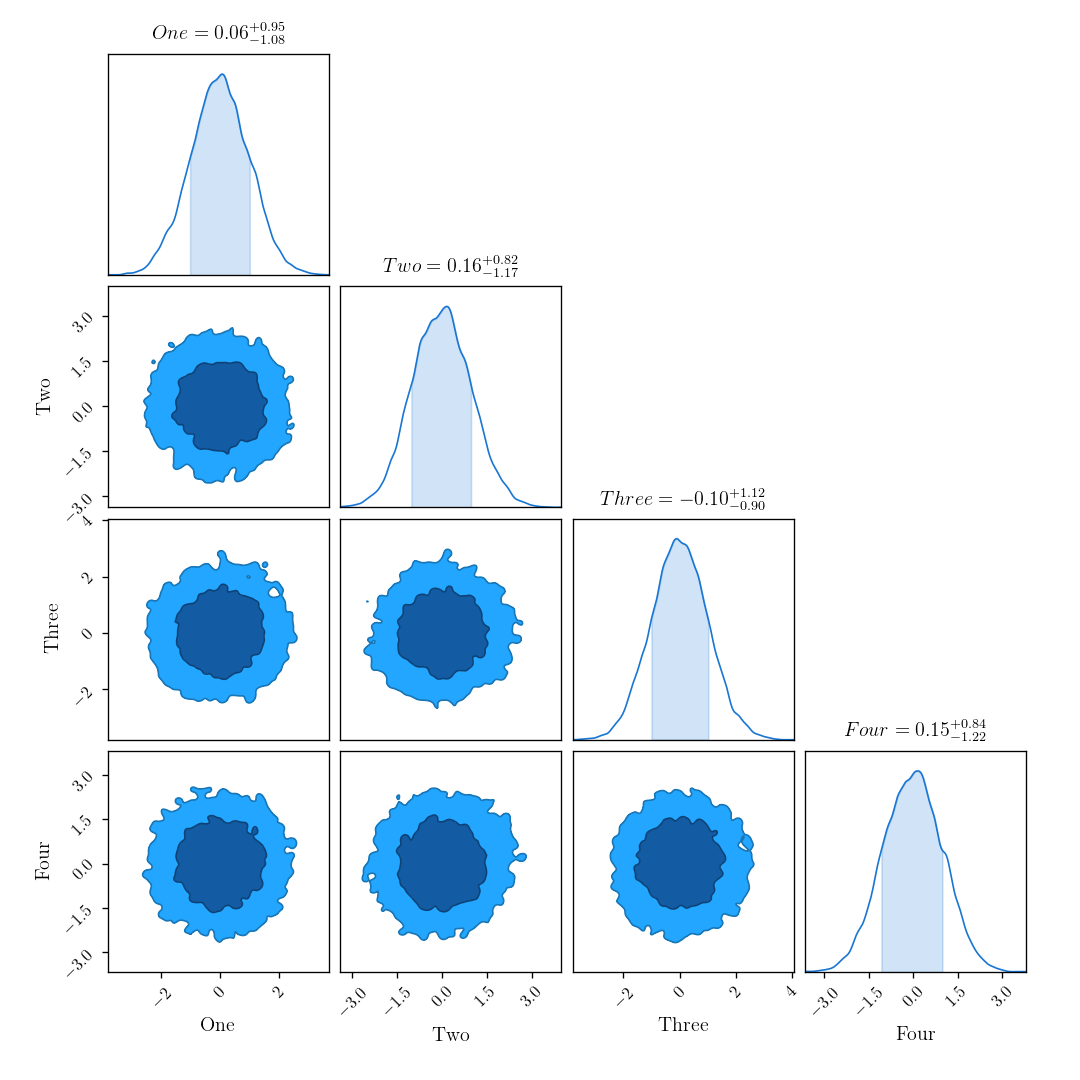 One = 0.06^{+0.95}_{-1.08}
Two = 0.16^{+0.82}_{-1.17}
Two
3.0
1.5
0.0
−1.5
−3.0
Three = −0.10^{+1.12}_{-0.90}
Three
4
2
0
−2
Four = 0.15^{+0.84}_{-1.22}
Four
3.0
1.5
0.0
−1.5
−3.0
−2 0 2
−3.0 −1.5 0.0 1.5 3.0
−2 0 2 4
−3.0 −1.5 0.0 1.5 3.0
One Two Three Four